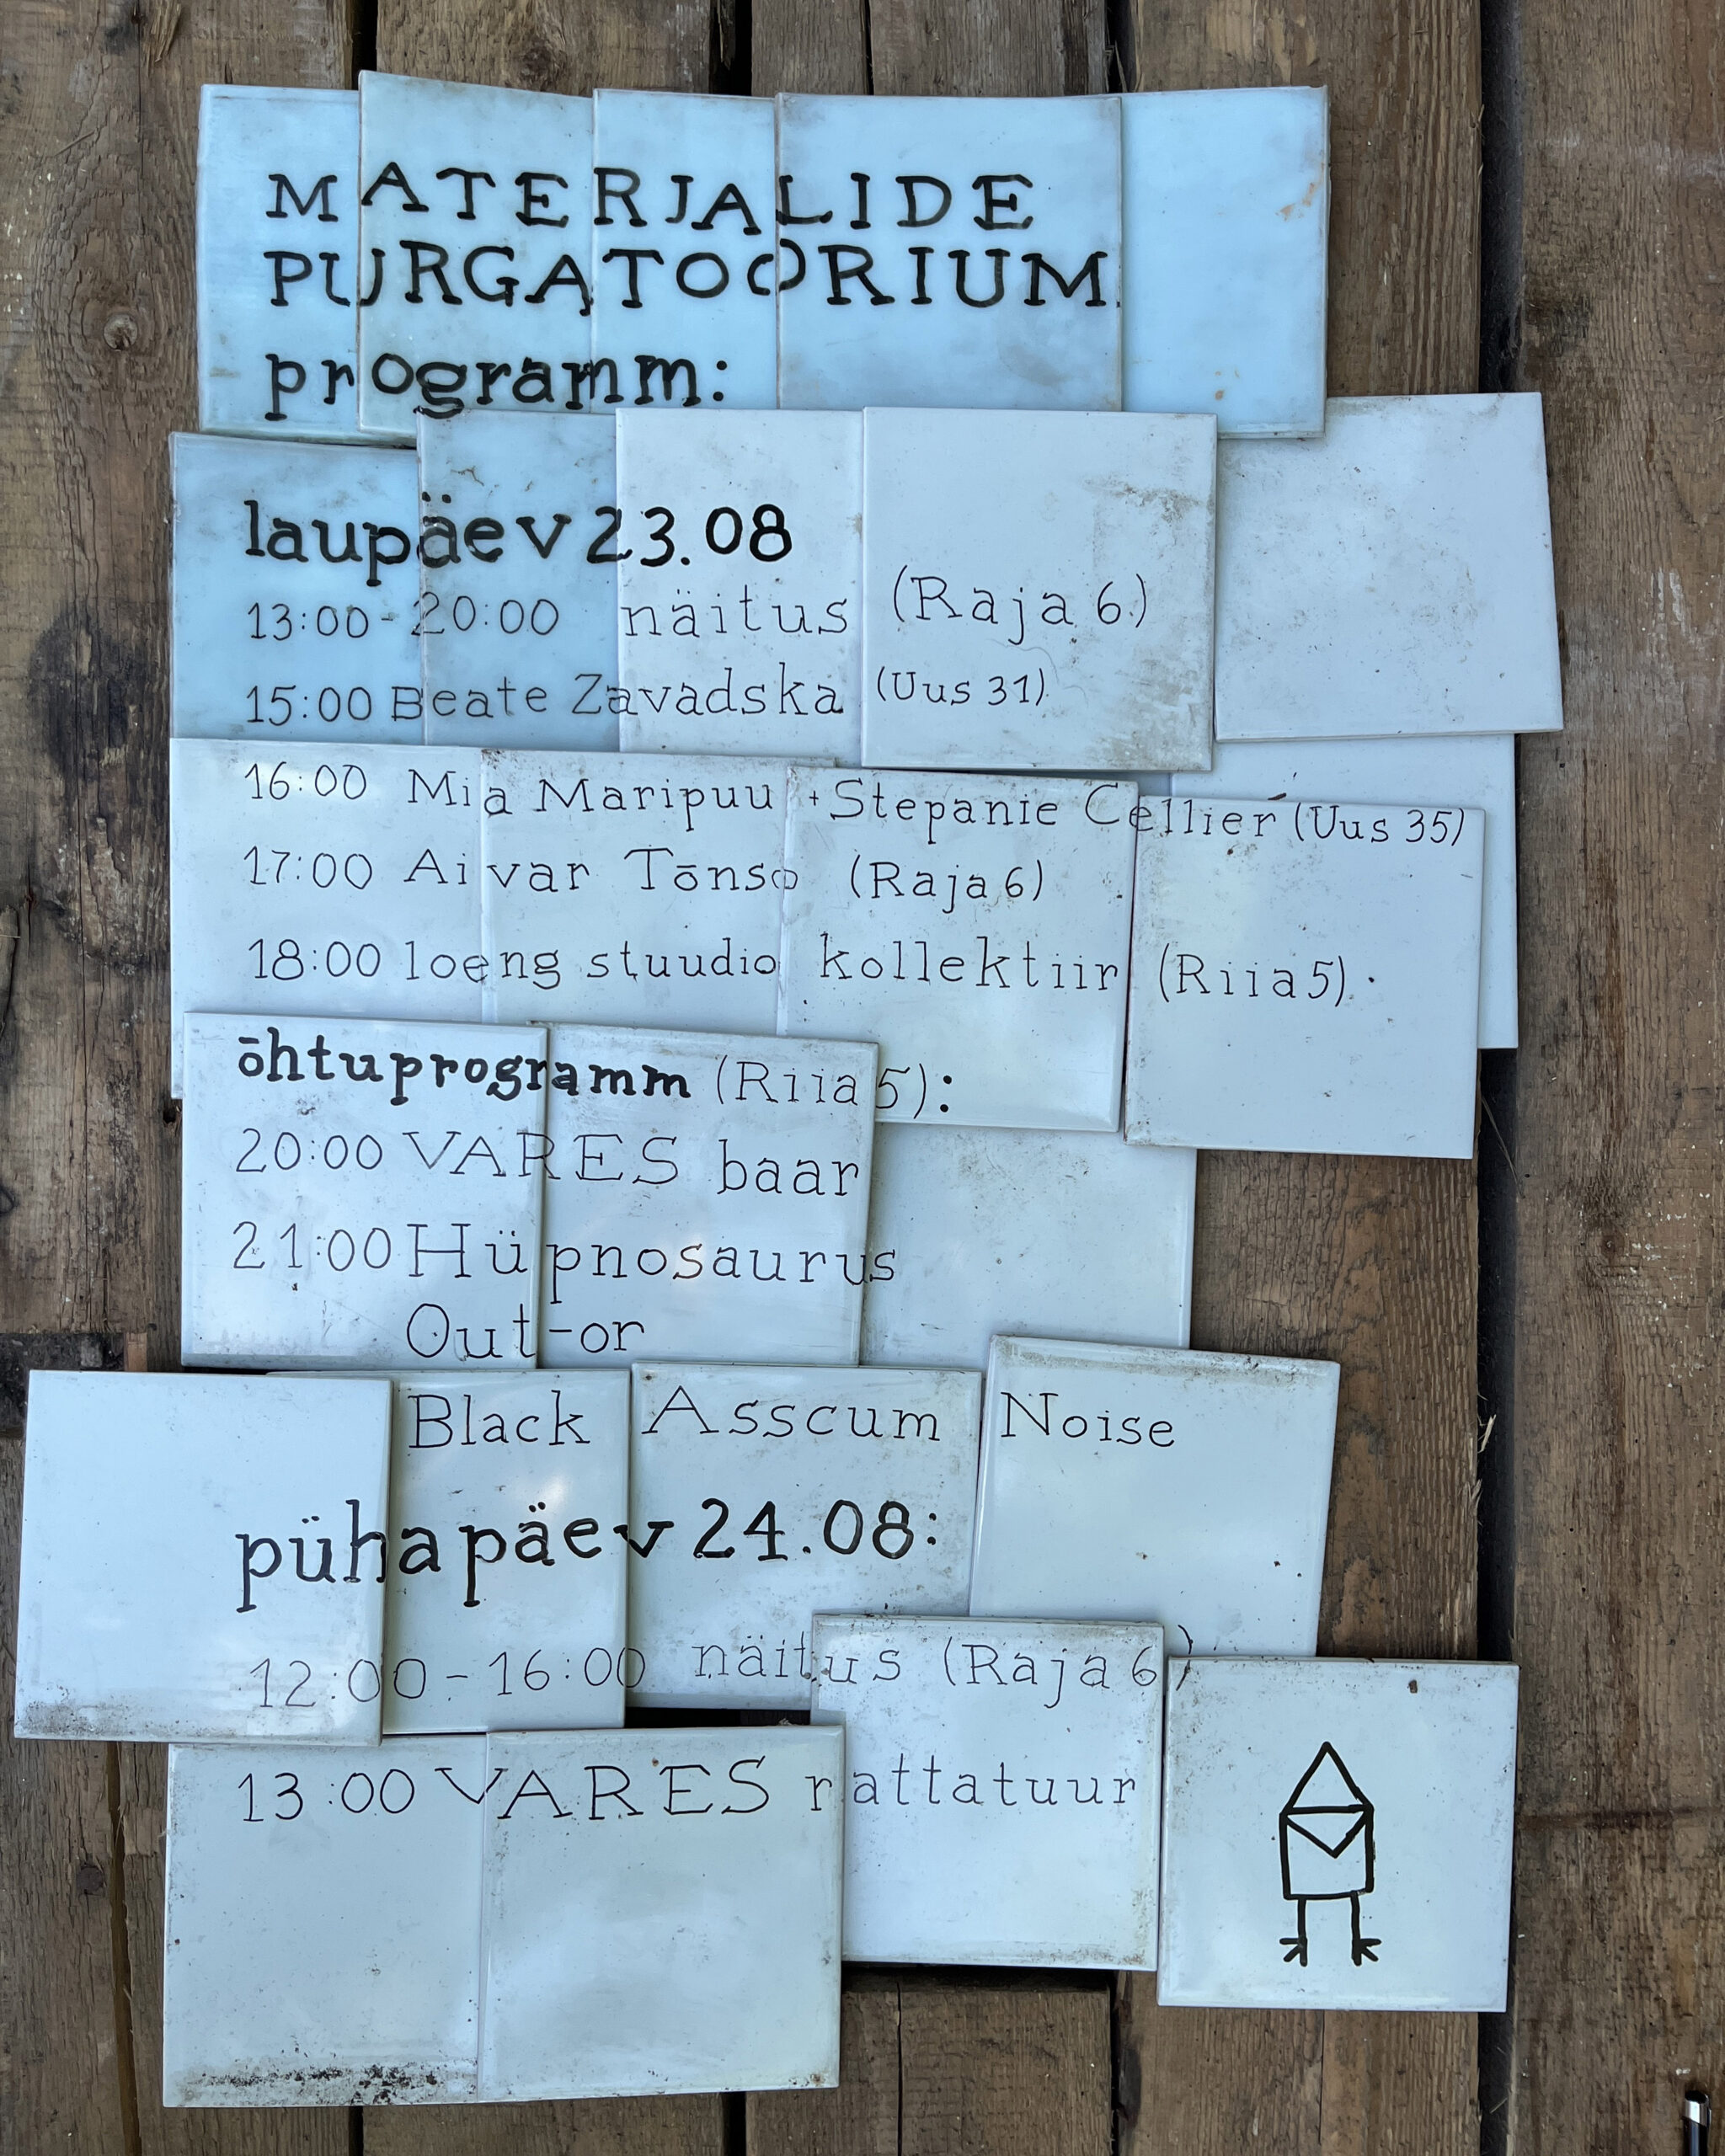 MATERJALIDE
PURGATOORIUM
programm:
laupäev 23.08
13:00-20:00 näitus (Raja 6)
15:00 Beate Zavadska (Uus 31)
16:00 Mia Maripuu + Stepanie Cellier (Uus 35)
17:00 Aivar Tõnso (Raja 6)
18:00 loeng stuudio kollektiir (Riia 5)
õhtuprogramm (Riia 5):
20:00 VARES baar
21:00 Hüpnosaurus
Out-or
Black Asscum Noise
pühapäev 24.08:
12:00-16:00 näitus (Raja 6)
13:00 VARES rattatuur